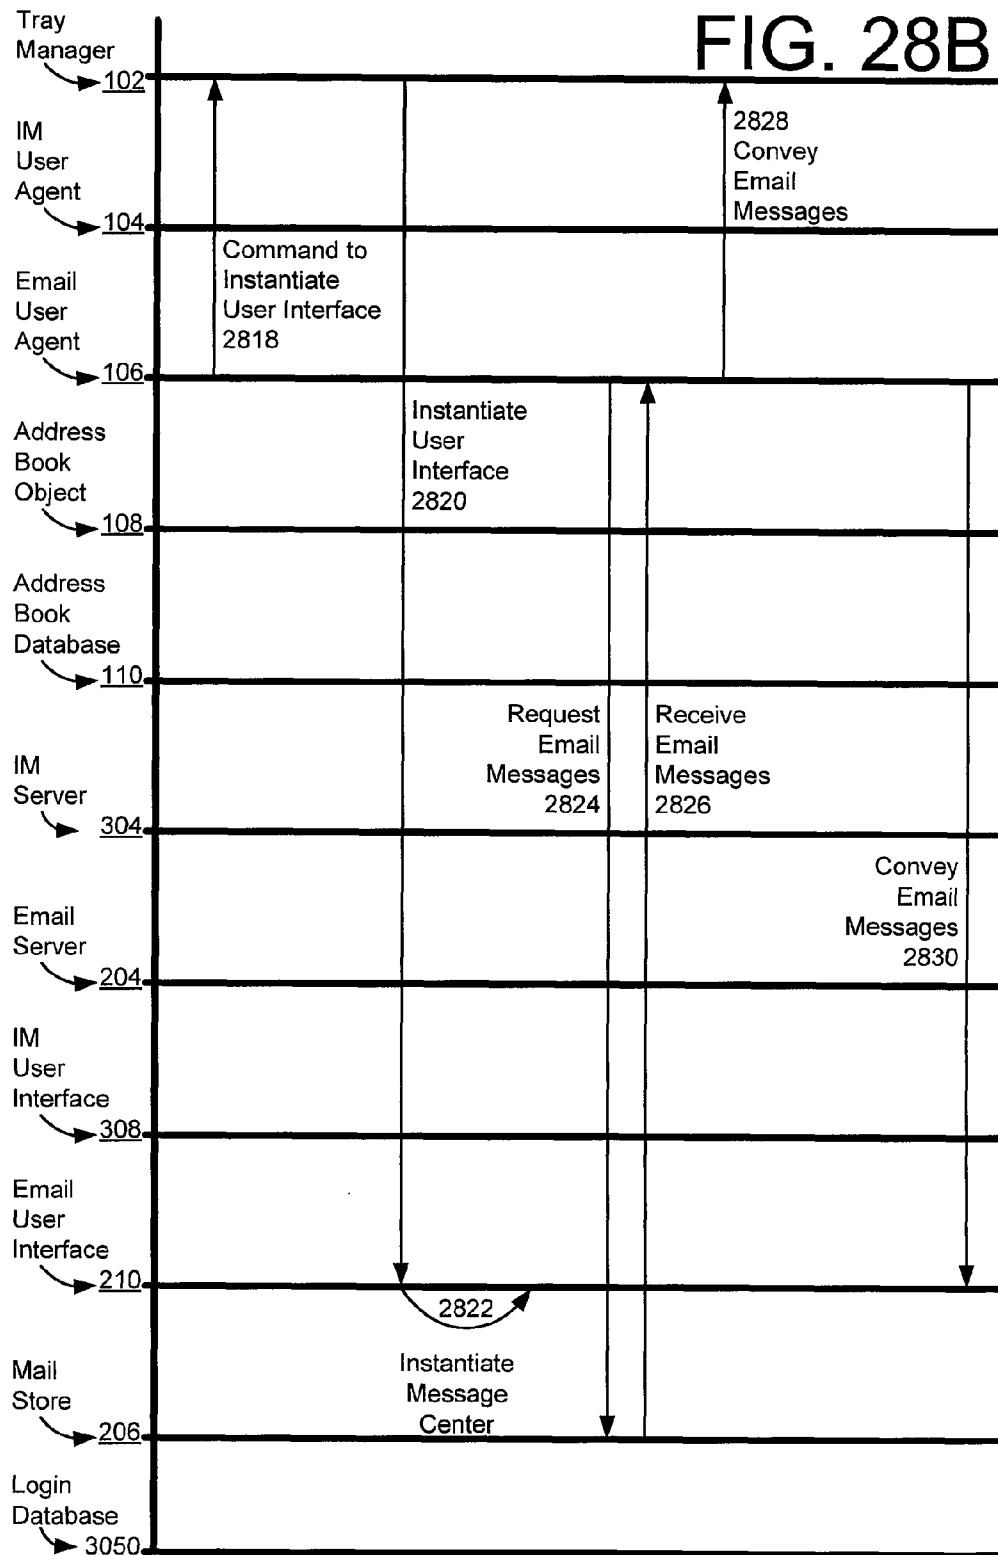 FIG. 28B
Tray
Manager
102
IM
User
Agent
104
Email
User
Agent
106
Address
Book
Object
108
Address
Book
Database
110
IM
Server
304
Email
Server
204
IM
User
Interface
308
Email
User
Interface
210
Mail
Store
206
Login
Database
3050
Command to
Instantiate
User Interface
2818
Instantiate
User
Interface
2820
2822
Instantiate
Message
Center
Request
Email
Messages
2824
Receive
Email
Messages
2826
2828
Convey
Email
Messages
Convey
Email
Messages
2830